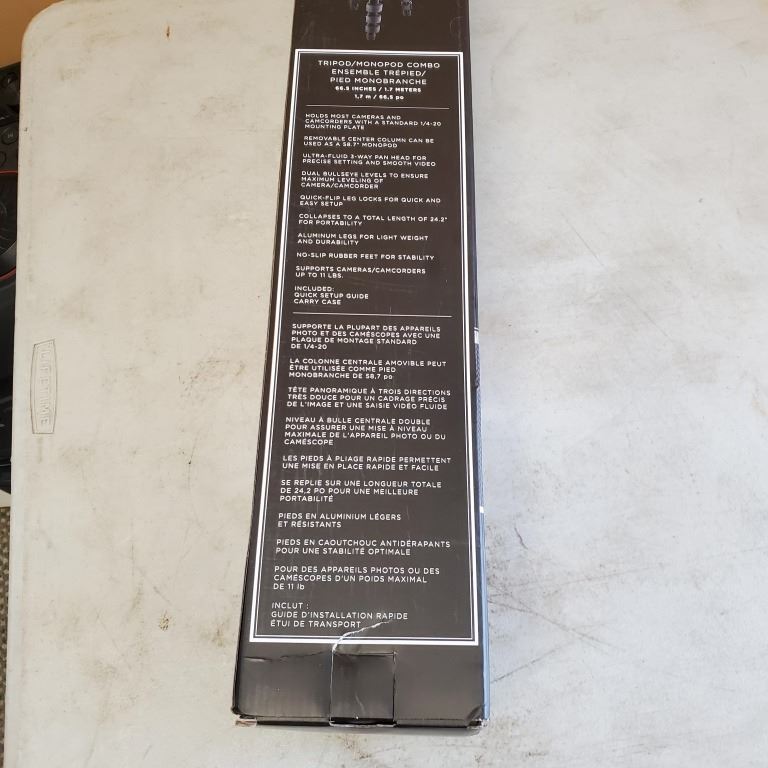 TRIPOD/MONOPOD COMBO
ENSEMBLE TRÉPIED/
PIED MONOBRANCHE
66.5 INCHES / 1.7 METERS
1,7 m / 66,5 po
HOLDS MOST CAMERAS AND
CAMCORDERS WITH A STANDARD 1/4-20
MOUNTING PLATE
REMOVABLE CENTER COLUMN CAN BE
USED AS A 58.7" MONOPOD
ULTRA-FLUID 3-WAY PAN HEAD FOR
PRECISE SETTING AND SMOOTH VIDEO
DUAL BULLSEYE LEVELS TO ENSURE
MAXIMUM LEVELING OF
CAMERA/CAMCORDER
QUICK-FLIP LEG LOCKS FOR QUICK AND
EASY SETUP
COLLAPSES TO A TOTAL LENGTH OF 24.2"
FOR PORTABILITY
ALUMINUM LEGS FOR LIGHT WEIGHT
AND DURABILITY
NO-SLIP RUBBER FEET FOR STABILITY
SUPPORTS CAMERAS/CAMCORDERS
UP TO 11 LBS.
INCLUDED:
QUICK SETUP GUIDE
CARRY CASE
SUPPORTE LA PLUPART DES APPAREILS
PHOTO ET DES CAMÉSCOPES AVEC UNE
PLAQUE DE MONTAGE STANDARD
DE 1/4-20
LA COLONNE CENTRALE AMOVIBLE PEUT
ÊTRE UTILISÉE COMME PIED
MONOBRANCHE DE 58,7 po
TÊTE PANORAMIQUE À TROIS DIRECTIONS
TRÈS DOUCE POUR UN CADRAGE PRÉCIS
DE L'IMAGE ET UNE SAISIE VIDÉO FLUIDE
NIVEAU À BULLE CENTRALE DOUBLE
POUR ASSURER UNE MISE À NIVEAU
MAXIMALE DE L'APPAREIL PHOTO OU DU
CAMÉSCOPE
LES PIEDS À PLIAGE RAPIDE PERMETTENT
UNE MISE EN PLACE RAPIDE ET FACILE
SE REPLIE SUR UNE LONGUEUR TOTALE
DE 24,2 PO POUR UNE MEILLEURE
PORTABILITÉ
PIEDS EN ALUMINIUM LÉGERS
ET RÉSISTANTS
PIEDS EN CAOUTCHOUC ANTIDÉRAPANTS
POUR UNE STABILITÉ OPTIMALE
POUR DES APPAREILS PHOTOS OU DES
CAMÉSCOPES D'UN POIDS MAXIMAL
DE 11 lb
INCLUT :
GUIDE D'INSTALLATION RAPIDE
ÉTUI DE TRANSPORT
LIFETIME